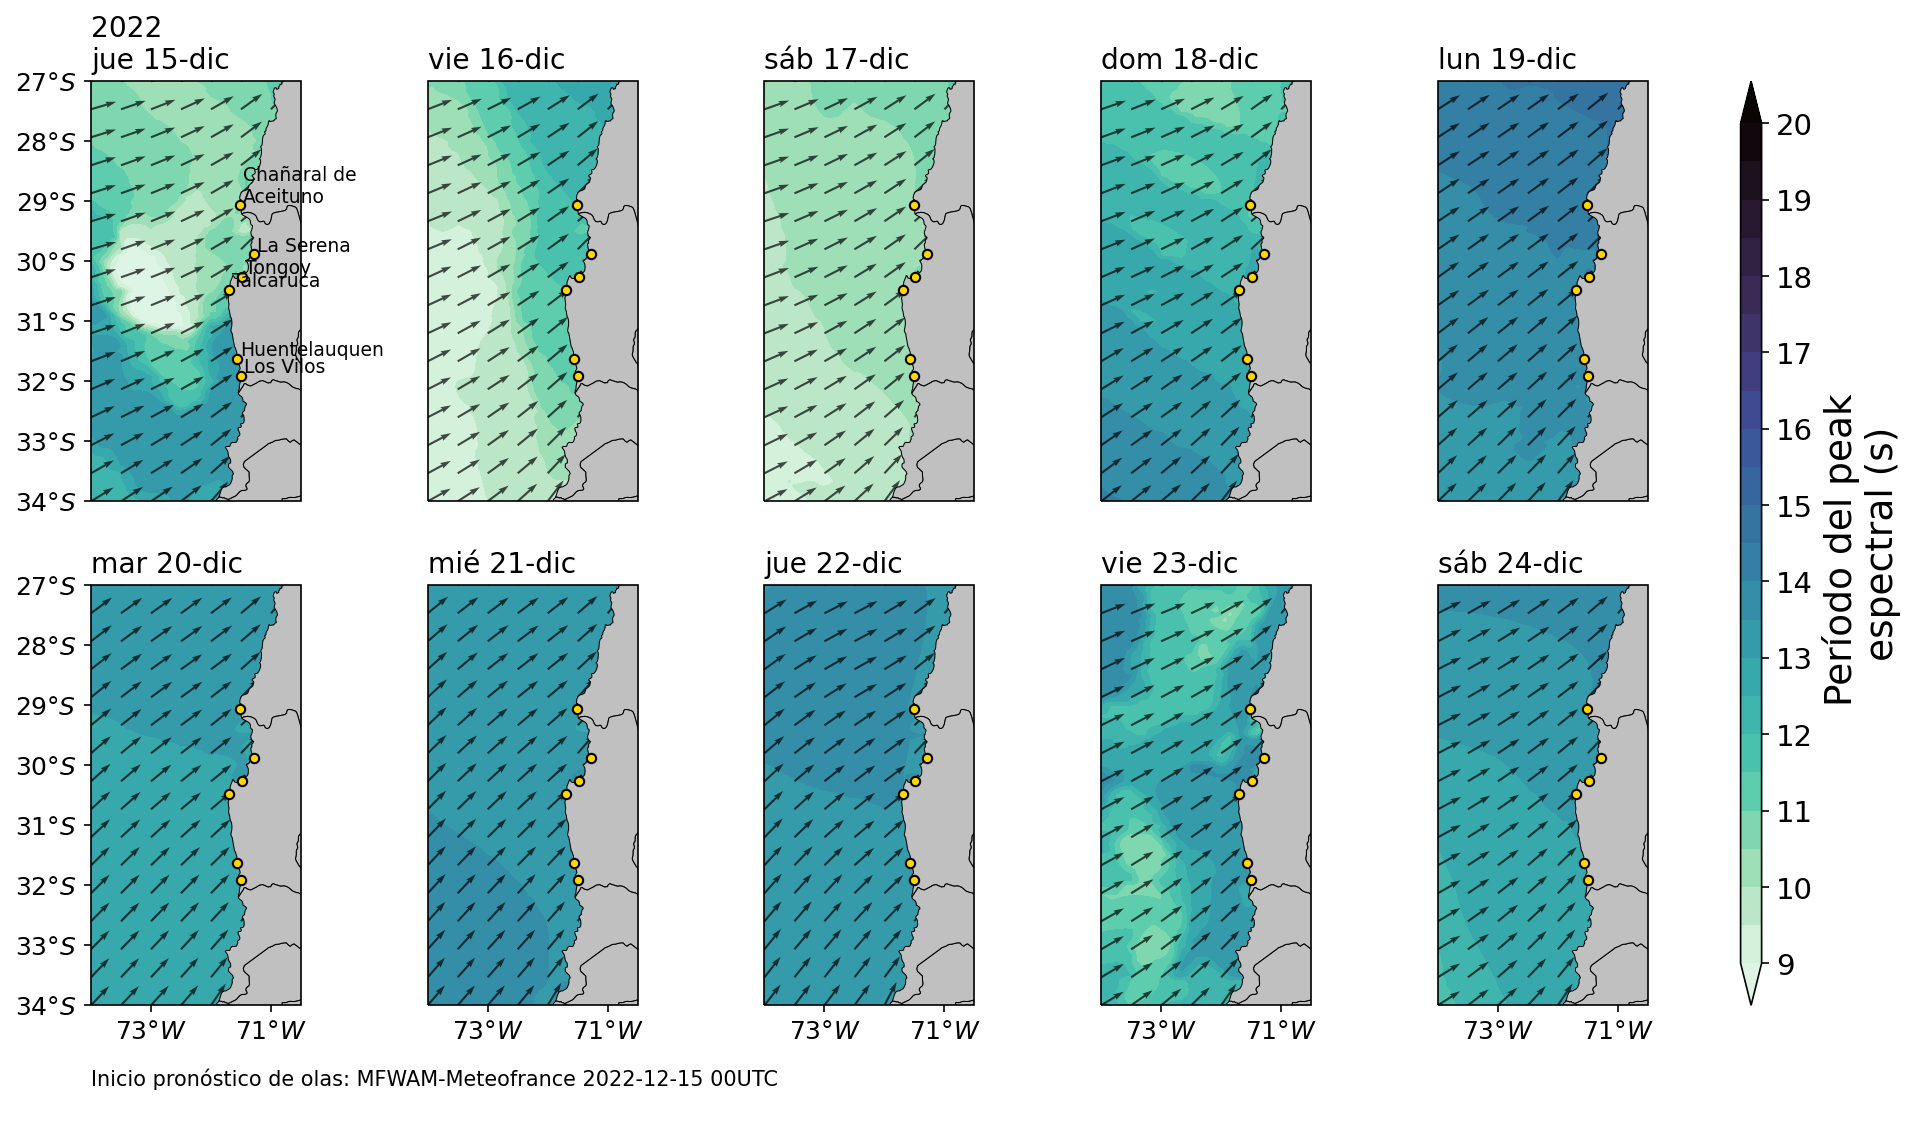 2022
jue 15-dic
vie 16-dic
sáb 17-dic
dom 18-dic
lun 19-dic
27°S
28°S
29°S
30°S
31°S
32°S
33°S
34°S
Chañaral de
Aceituno
La Serena
Tongoy
Talcaruca
Huentelauquen
Los Vilos
mar 20-dic
mié 21-dic
jue 22-dic
vie 23-dic
sáb 24-dic
27°S
28°S
29°S
30°S
31°S
32°S
33°S
34°S
73°W 71°W
73°W 71°W
73°W 71°W
73°W 71°W
73°W 71°W
20
19
18
17
16
15
14
13
12
11
10
9
Período del peak
espectral (s)
Inicio pronóstico de olas: MFWAM-Meteofrance 2022-12-15 00UTC